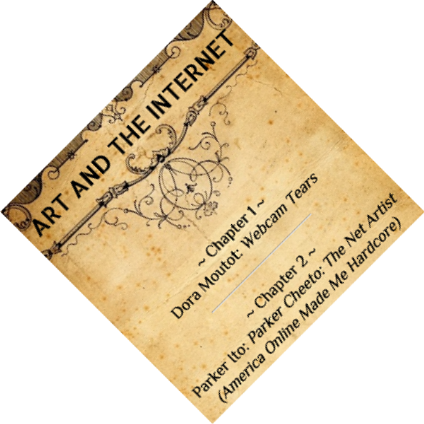 ART AND THE INTERNET
~ Chapter 1 ~
Dora Moutot: Webcam Tears
~ Chapter 2 ~
Parker Ito: Parker Cheeto: The Net Artist
(America Online Made Me Hardcore)